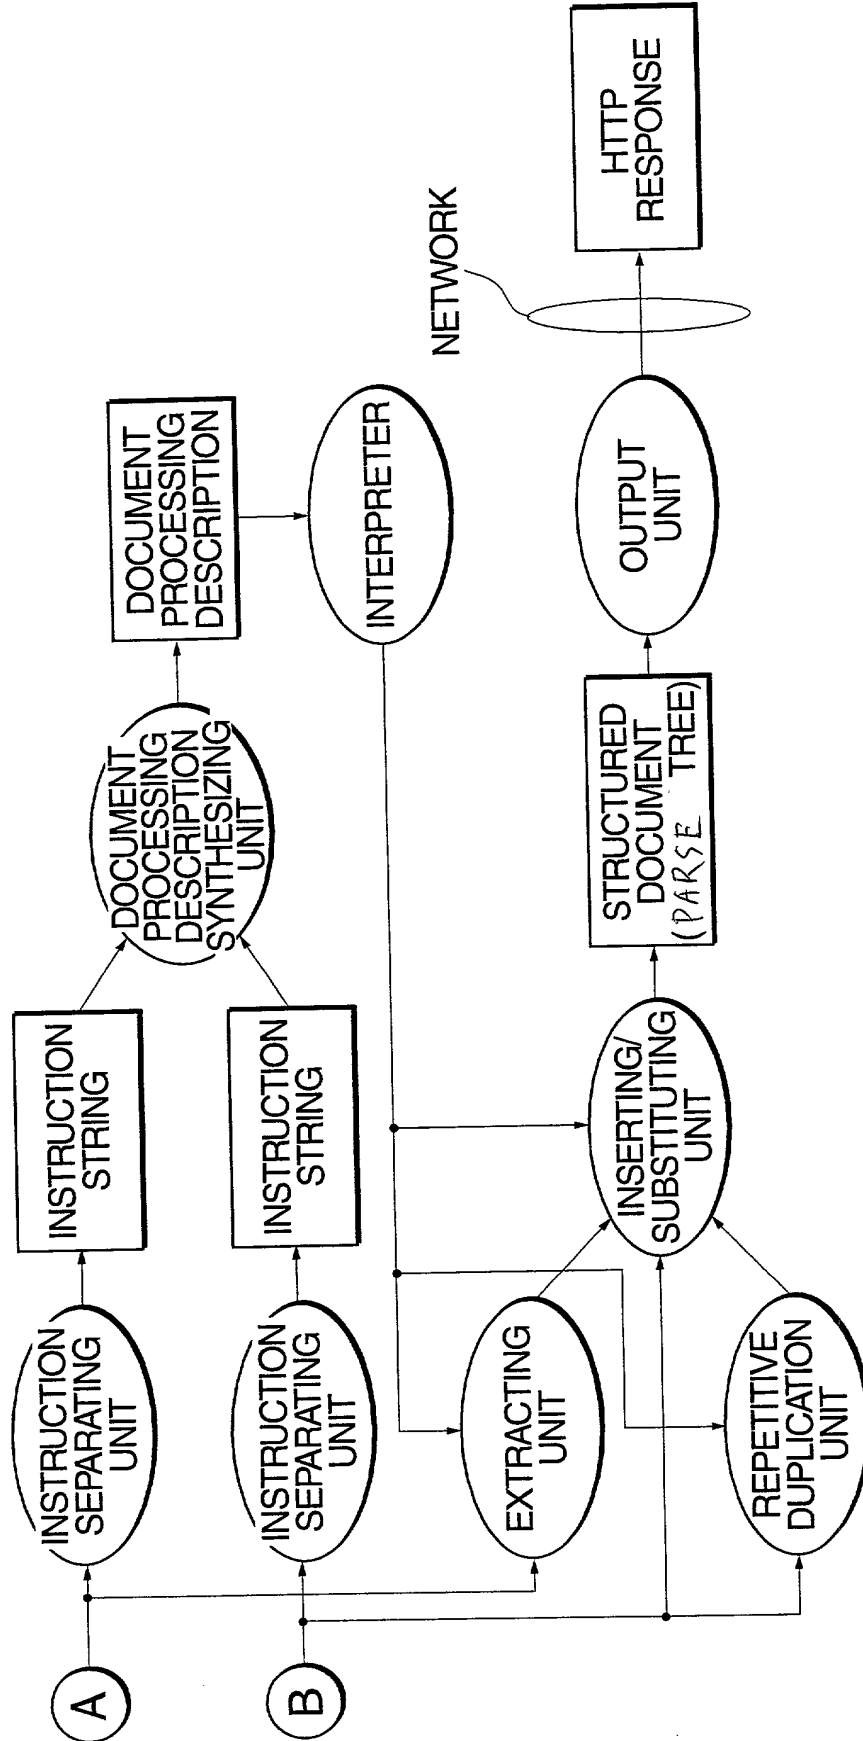 A
INSTRUCTION
SEPARATING
UNIT
INSTRUCTION
STRING
DOCUMENT
PROCESSING
DESCRIPTION
SYNTHESIZING
UNIT
DOCUMENT
PROCESSING
DESCRIPTION
B
INSTRUCTION
SEPARATING
UNIT
INSTRUCTION
STRING
INTERPRETER
NETWORK
EXTRACTING
UNIT
INSERTING/
SUBSTITUTING
UNIT
STRUCTURED
DOCUMENT
(PARSE TREE)
OUTPUT
UNIT
HTTP
RESPONSE
REPETITIVE
DUPLICATION
UNIT